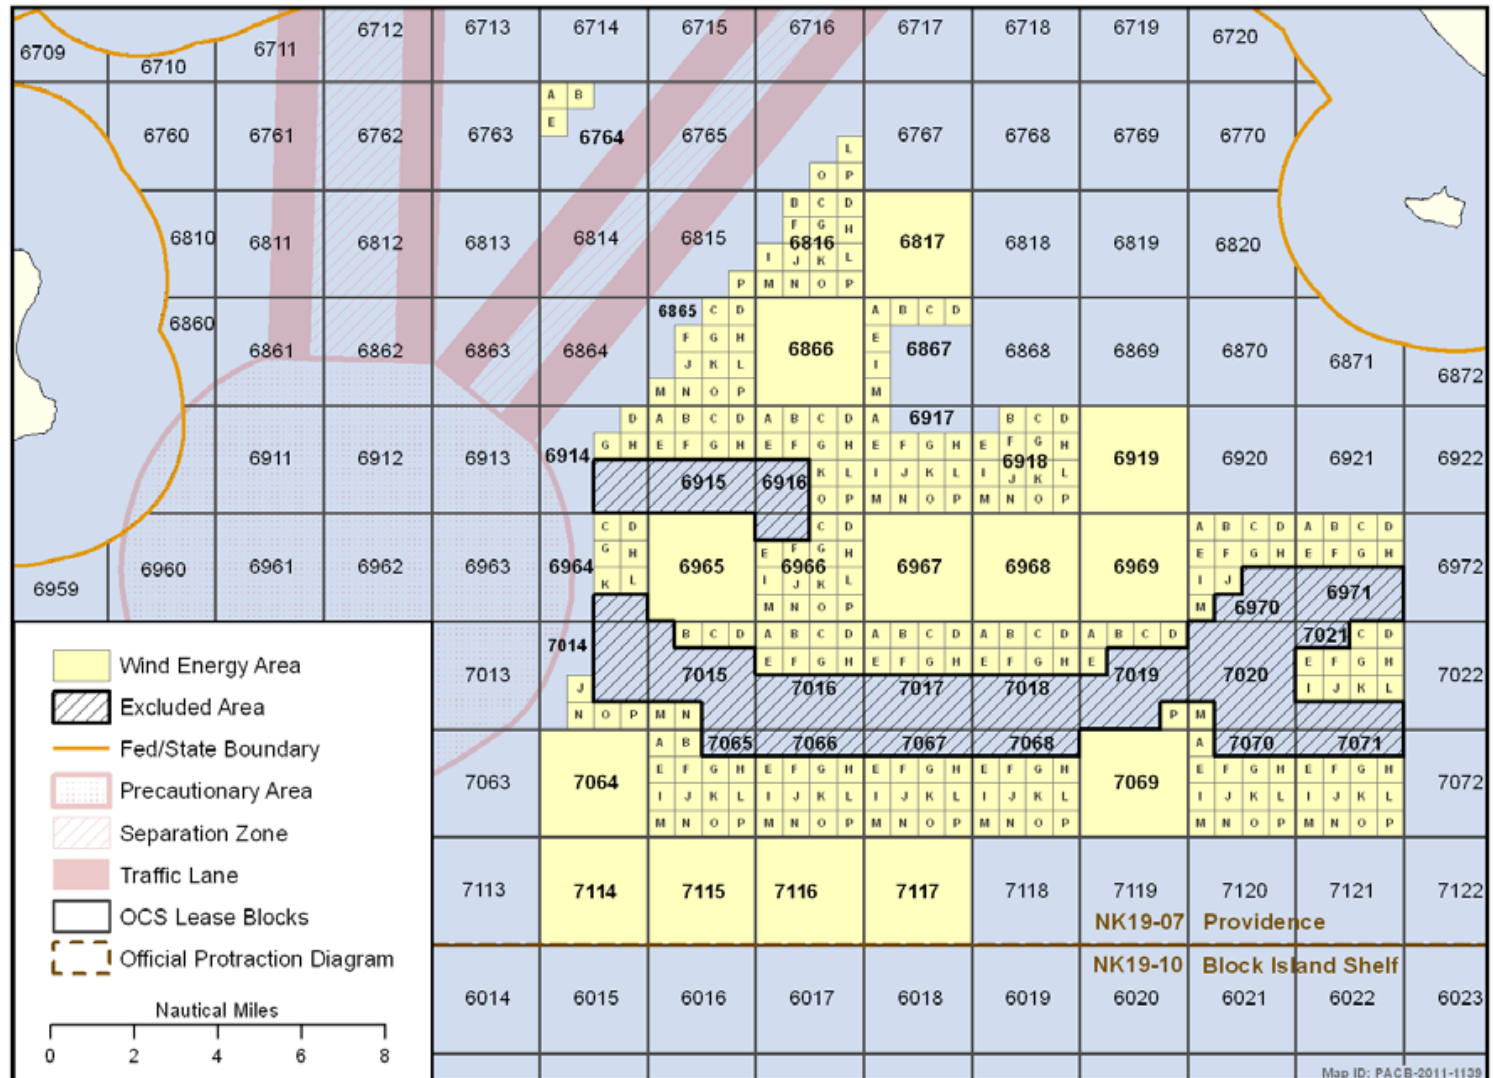 6709 6710 6711 6712 6713 6714 6715 6716 6717 6718 6719 6720
A B
E
6760 6761 6762 6763 6764 6765 6767 6768 6769 6770
L
O P
B C D
F G H
6810 6811 6812 6813 6814 6815 6816 6817 6818 6819 6820
I J K L
P M N O P
6865 C D A B C D
F G H E
6860 6861 6862 6863 6864 6866 6867 6868 6869 6870 6871 6872
J K L I
M N O P M
D A B C D A B C D A 6917 B C D
G H E F G H E F G H E F G H E F G H
6911 6912 6913 6914 6918 6919 6920 6921 6922
6915 6916 K L I J K L I J K L
O P M N O P M N O P
C D C D A B C D A B C D
G H E F G H E F G H E F G H
6959 6960 6961 6962 6963 6964 6965 6966 6967 6968 6969 6972
K L I J K L I J 6971
M N O P M 6970
7014 B C D A B C D A B C D A B C D A B C D 7021 C D
E F G H E F G H E F G H E E F G H
7013 7015 7016 7017 7018 7019 7020 7022
J I J K L
N O P M N P M
A B 7065 7066 7067 7068 A 7070 7071
E F G H E F G H E F G H E F G H E F G H E F G H
7063 7064 7069 7072
I J K L I J K L I J K L I J K L I J K L I J K L
M N O P M N O P M N O P M N O P M N O P M N O P
7113 7114 7115 7116 7117 7118 7119 7120 7121 7122
NK19-07 Providence
NK19-10 Block Island Shelf
6014 6015 6016 6017 6018 6019 6020 6021 6022 6023
Wind Energy Area
Excluded Area
Fed/State Boundary
Precautionary Area
Separation Zone
Traffic Lane
OCS Lease Blocks
Official Protraction Diagram
Nautical Miles
0 2 4 6 8
Map ID: PACB-2011-1139